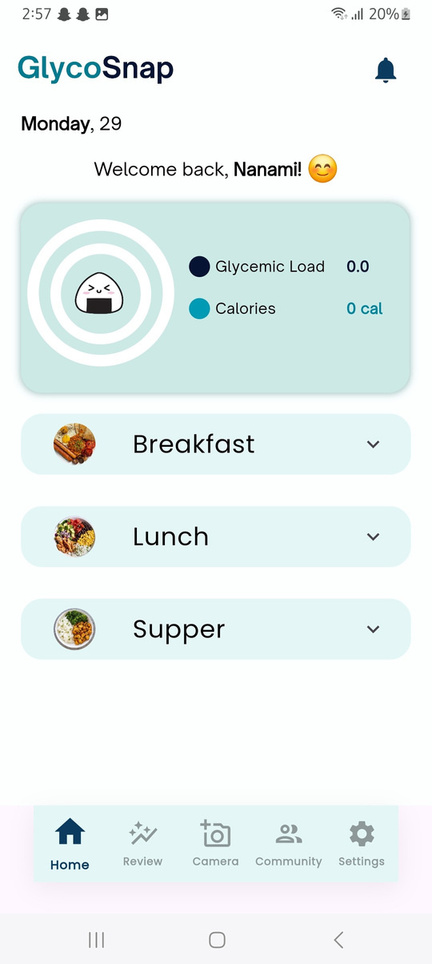 2:57 20%
GlycoSnap
Monday, 29
Welcome back, Nanami! 😊
Glycemic Load 0.0
Calories 0 cal
Breakfast
Lunch
Supper
Home Review Camera Community Settings